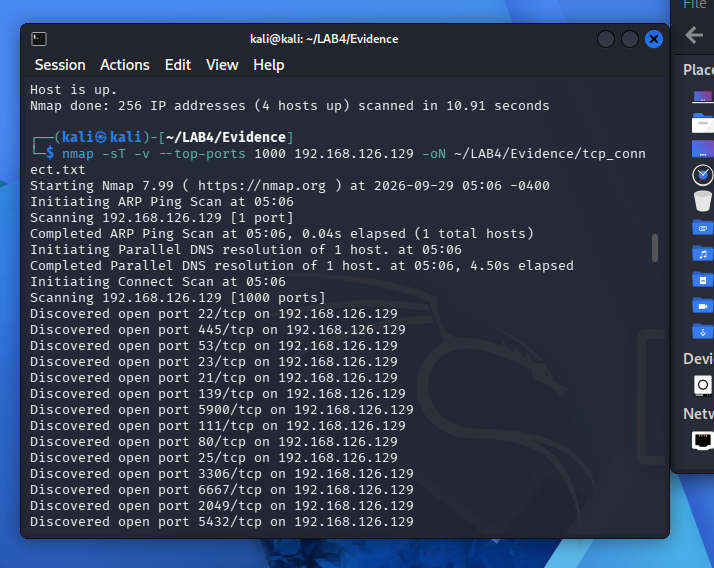 File
kali@kali: ~/LAB4/Evidence
Session Actions Edit View Help
Places
Host is up.
Nmap done: 256 IP addresses (4 hosts up) scanned in 10.91 seconds
┌──(kali㉿kali)-[~/LAB4/Evidence]
└─$ nmap -sT -v --top-ports 1000 192.168.126.129 -oN ~/LAB4/Evidence/tcp_conn
ect.txt
Starting Nmap 7.99 ( https://nmap.org ) at 2026-09-29 05:06 -0400
Initiating ARP Ping Scan at 05:06
Scanning 192.168.126.129 [1 port]
Completed ARP Ping Scan at 05:06, 0.04s elapsed (1 total hosts)
Initiating Parallel DNS resolution of 1 host. at 05:06
Completed Parallel DNS resolution of 1 host. at 05:06, 4.50s elapsed
Initiating Connect Scan at 05:06
Scanning 192.168.126.129 [1000 ports]
Discovered open port 22/tcp on 192.168.126.129
Discovered open port 445/tcp on 192.168.126.129
Discovered open port 53/tcp on 192.168.126.129
Discovered open port 23/tcp on 192.168.126.129
Discovered open port 21/tcp on 192.168.126.129
Discovered open port 139/tcp on 192.168.126.129
Discovered open port 5900/tcp on 192.168.126.129
Discovered open port 111/tcp on 192.168.126.129
Discovered open port 80/tcp on 192.168.126.129
Discovered open port 25/tcp on 192.168.126.129
Discovered open port 3306/tcp on 192.168.126.129
Discovered open port 6667/tcp on 192.168.126.129
Discovered open port 2049/tcp on 192.168.126.129
Discovered open port 5432/tcp on 192.168.126.129
Devi
Netw